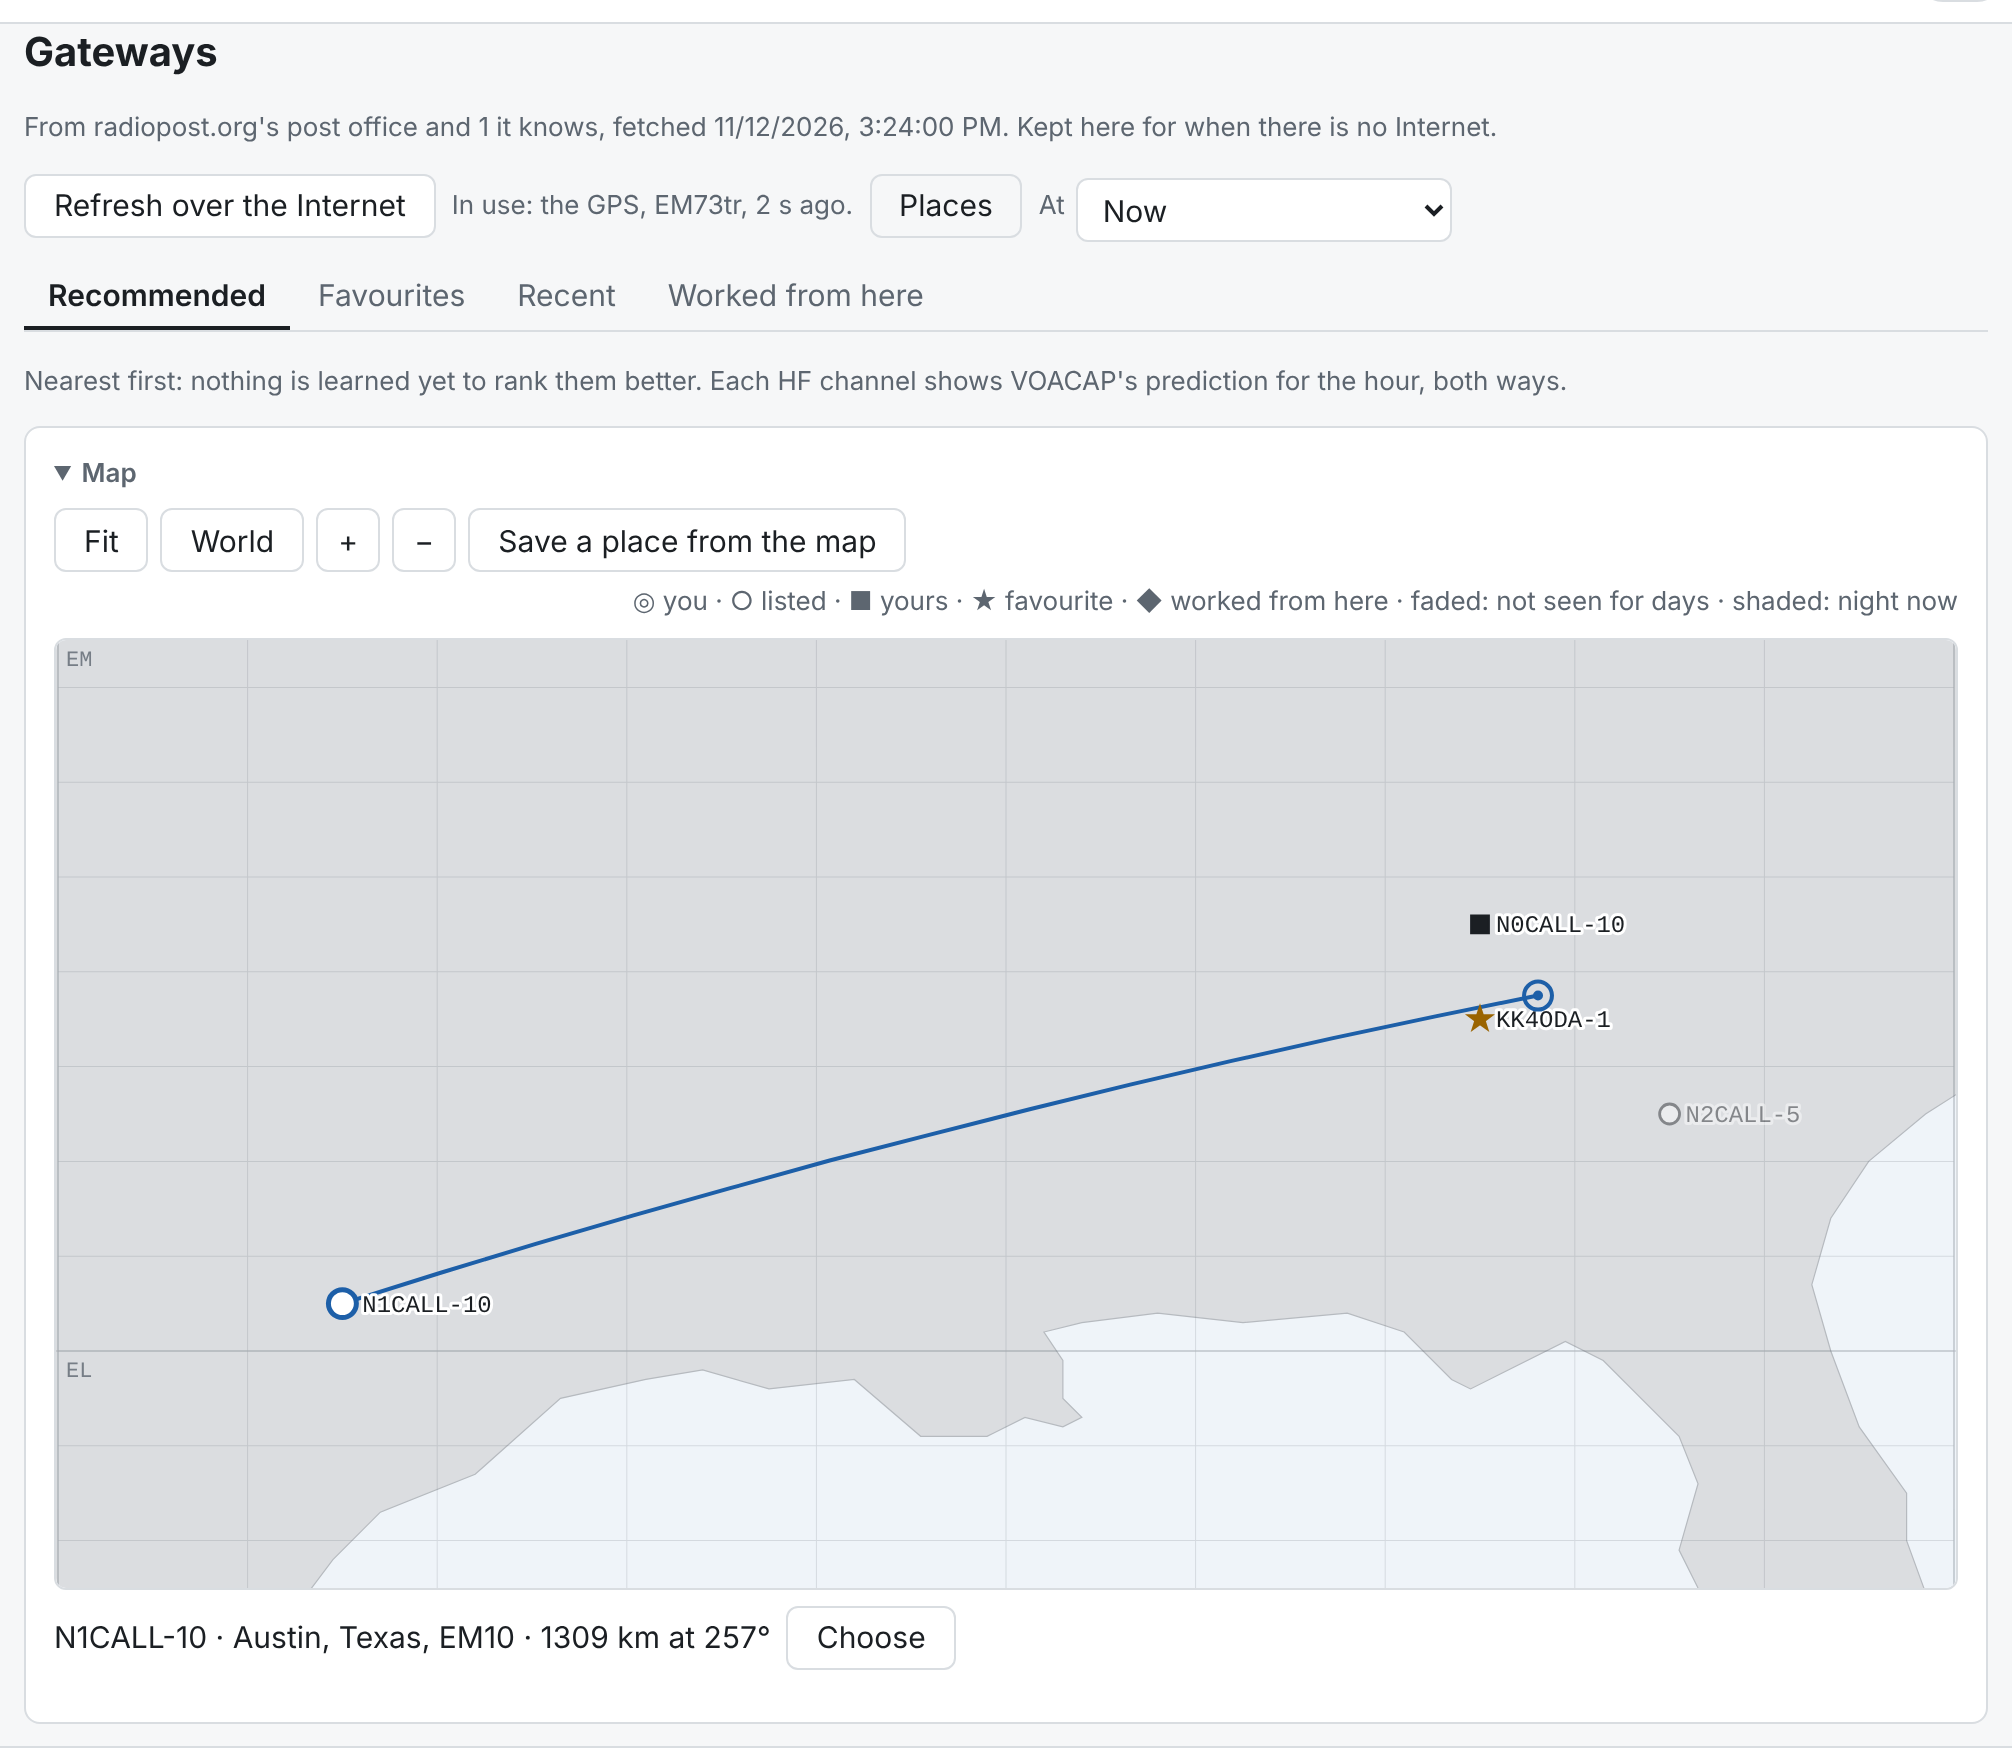 Gateways
From radiopost.org's post office and 1 it knows, fetched 11/12/2026, 3:24:00 PM. Kept here for when there is no Internet.
Refresh over the Internet In use: the GPS, EM73tr, 2 s ago. Places At Now
Recommended Favourites Recent Worked from here
Nearest first: nothing is learned yet to rank them better. Each HF channel shows VOACAP's prediction for the hour, both ways.
▼ Map
Fit World + − Save a place from the map
◎ you · ○ listed · ■ yours · ★ favourite · ◆ worked from here · faded: not seen for days · shaded: night now
EM
N0CALL-10
KK4ODA-1
N2CALL-5
N1CALL-10
EL
N1CALL-10 · Austin, Texas, EM10 · 1309 km at 257° Choose